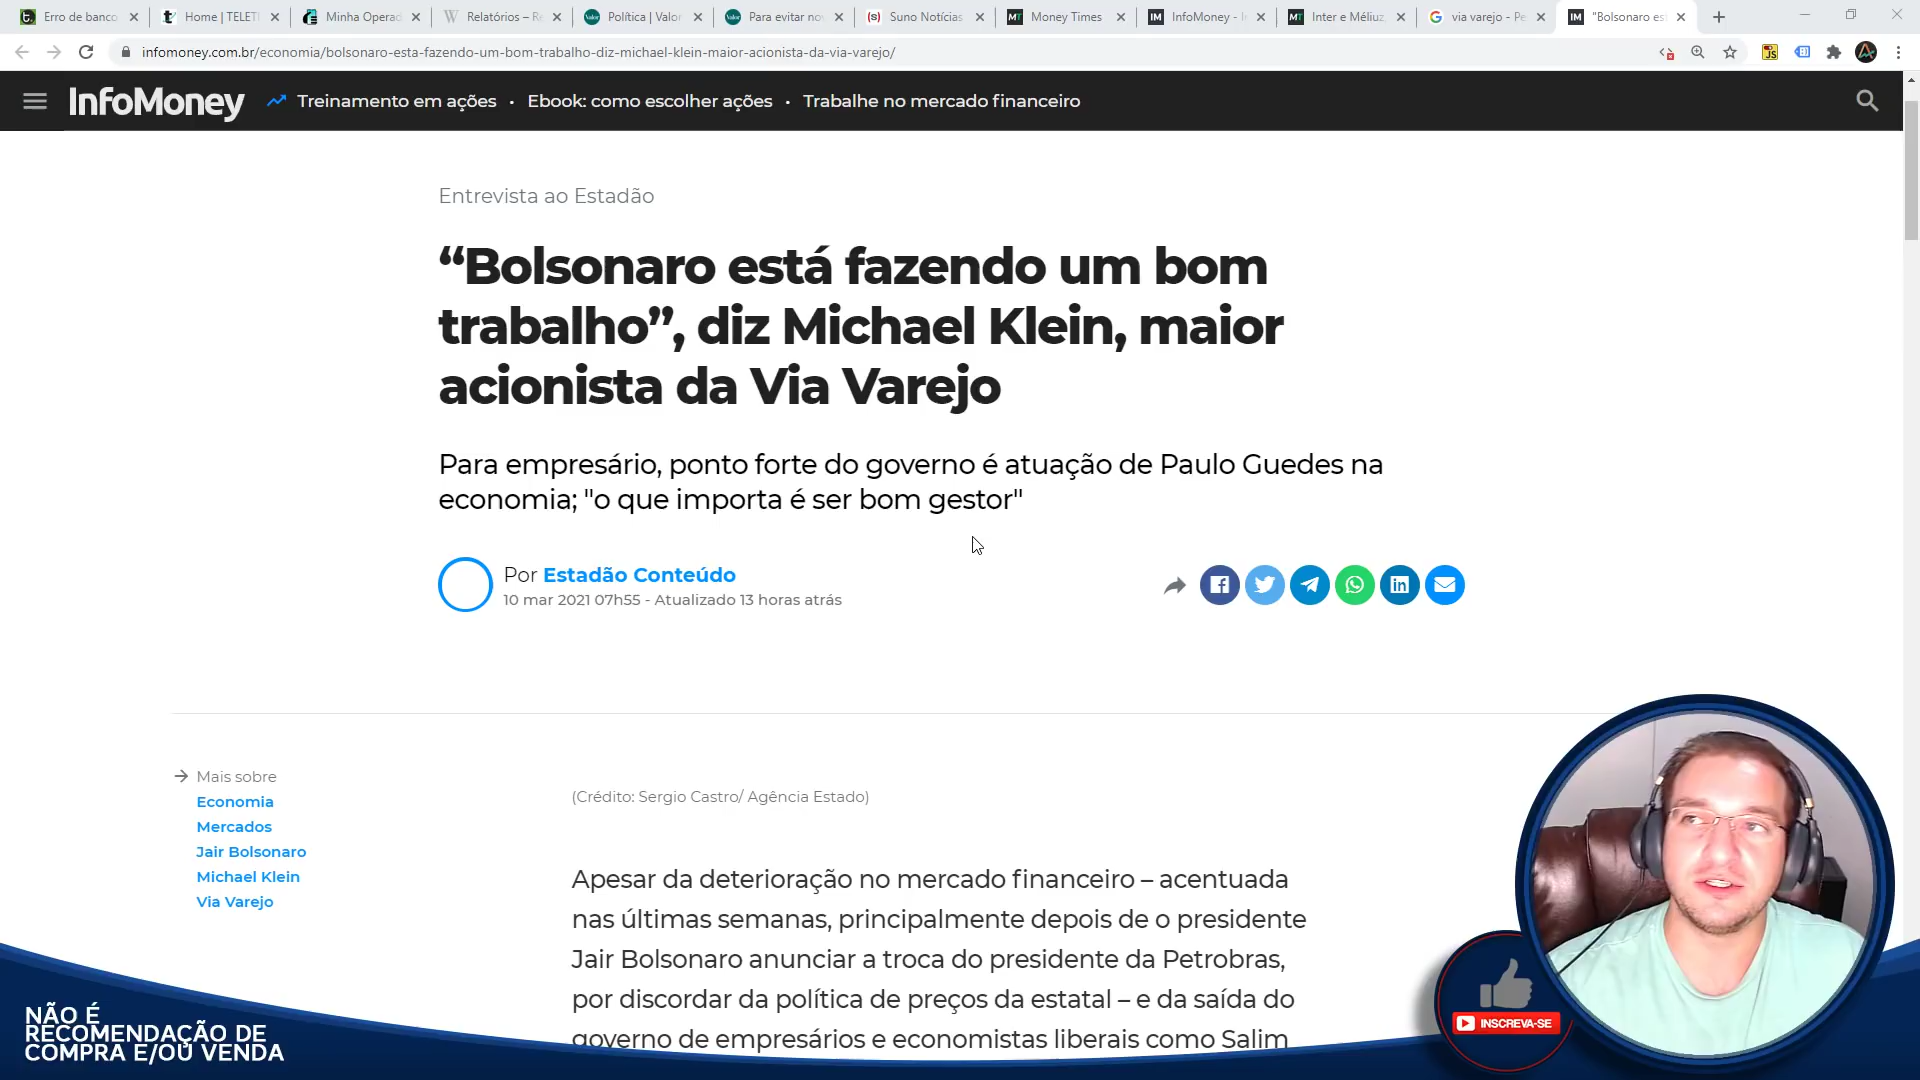 Erro de banco
Home | TELET
Minha Operad
Relatórios – R
Política | Valor
Para evitar no
Suno Notícias
Money Times
InfoMoney - I
Inter e Méliuz
via varejo - Pe
"Bolsonaro es
infomoney.com.br/economia/bolsonaro-esta-fazendo-um-bom-trabalho-diz-michael-klein-maior-acionista-da-via-varejo/
InfoMoney
Treinamento em ações • Ebook: como escolher ações • Trabalhe no mercado financeiro
Entrevista ao Estadão
“Bolsonaro está fazendo um bom
trabalho”, diz Michael Klein, maior
acionista da Via Varejo
Para empresário, ponto forte do governo é atuação de Paulo Guedes na
economia; "o que importa é ser bom gestor"
Por Estadão Conteúdo
10 mar 2021 07h55 - Atualizado 13 horas atrás
Mais sobre
Economia
Mercados
Jair Bolsonaro
Michael Klein
Via Varejo
(Crédito: Sergio Castro/ Agência Estado)
Apesar da deterioração no mercado financeiro – acentuada
nas últimas semanas, principalmente depois de o presidente
Jair Bolsonaro anunciar a troca do presidente da Petrobras,
por discordar da política de preços da estatal – e da saída do
governo de empresários e economistas liberais como Salim
NÃO É
RECOMENDAÇÃO DE
COMPRA E/OU VENDA
INSCREVA-SE